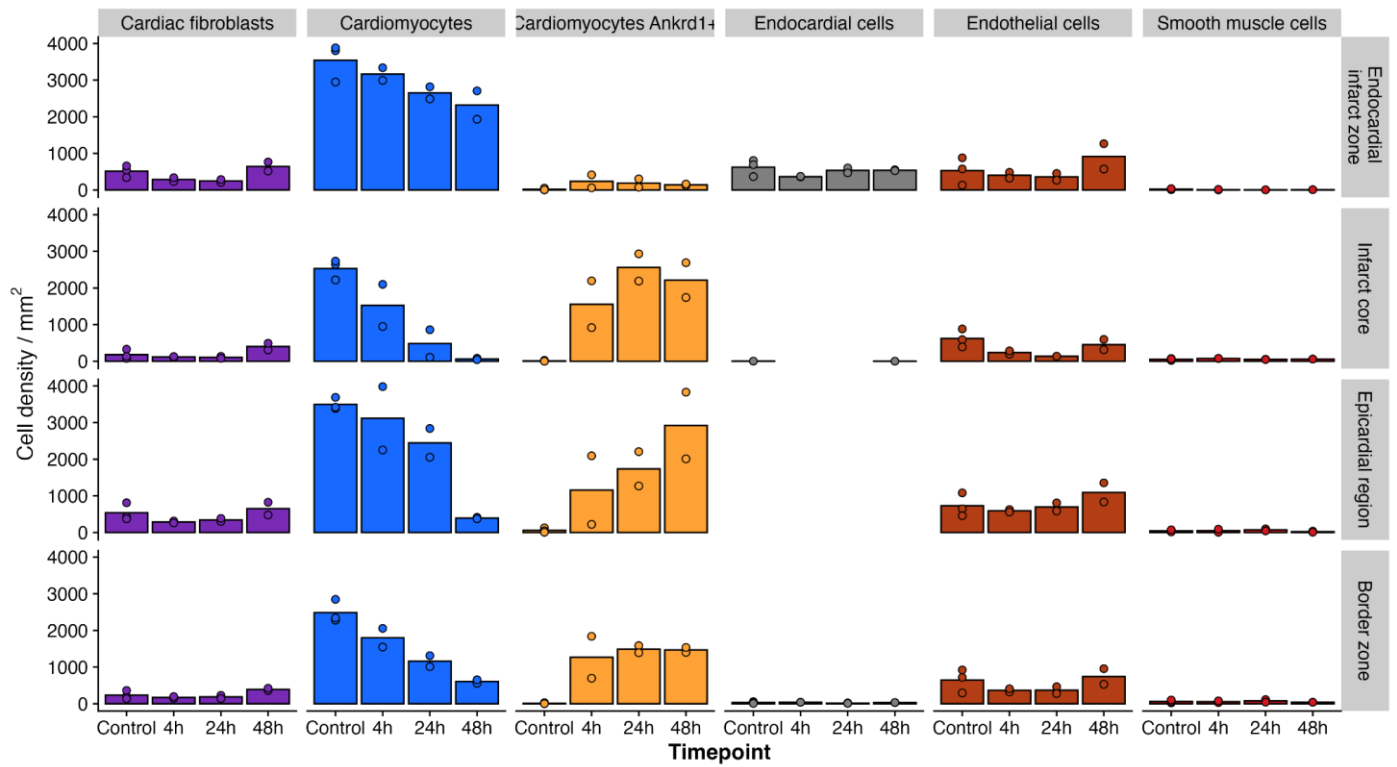 Cardiac fibroblasts Cardiomyocytes Cardiomyocytes Ankrd1+ Endocardial cells Endothelial cells Smooth muscle cells
Cell density / mm²
4000
3000
2000
1000
0
Endocardial
infarct zone
4000
3000
2000
1000
0
Infarct core
4000
3000
2000
1000
0
Epicardial region
4000
3000
2000
1000
0
Border zone
Control 4h 24h 48h Control 4h 24h 48h Control 4h 24h 48h Control 4h 24h 48h Control 4h 24h 48h Control 4h 24h 48h
Timepoint